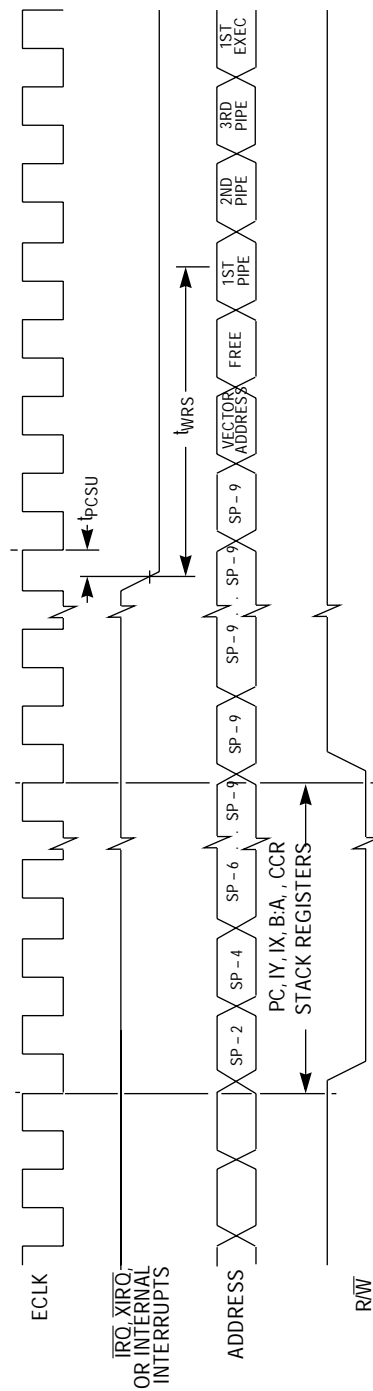 ECLK
tPCSU
IRQ, XIRQ,
OR INTERNAL
INTERRUPTS
tWRS
ADDRESS
SP – 2
SP – 4
SP – 6 . . SP – 9
SP – 9
SP – 9 . . SP – 9
SP – 9
VECTOR
ADDRESS
FREE
1ST
PIPE
2ND
PIPE
3RD
PIPE
1ST
EXEC
PC, IY, IX, B:A, , CCR
STACK REGISTERS
R/W